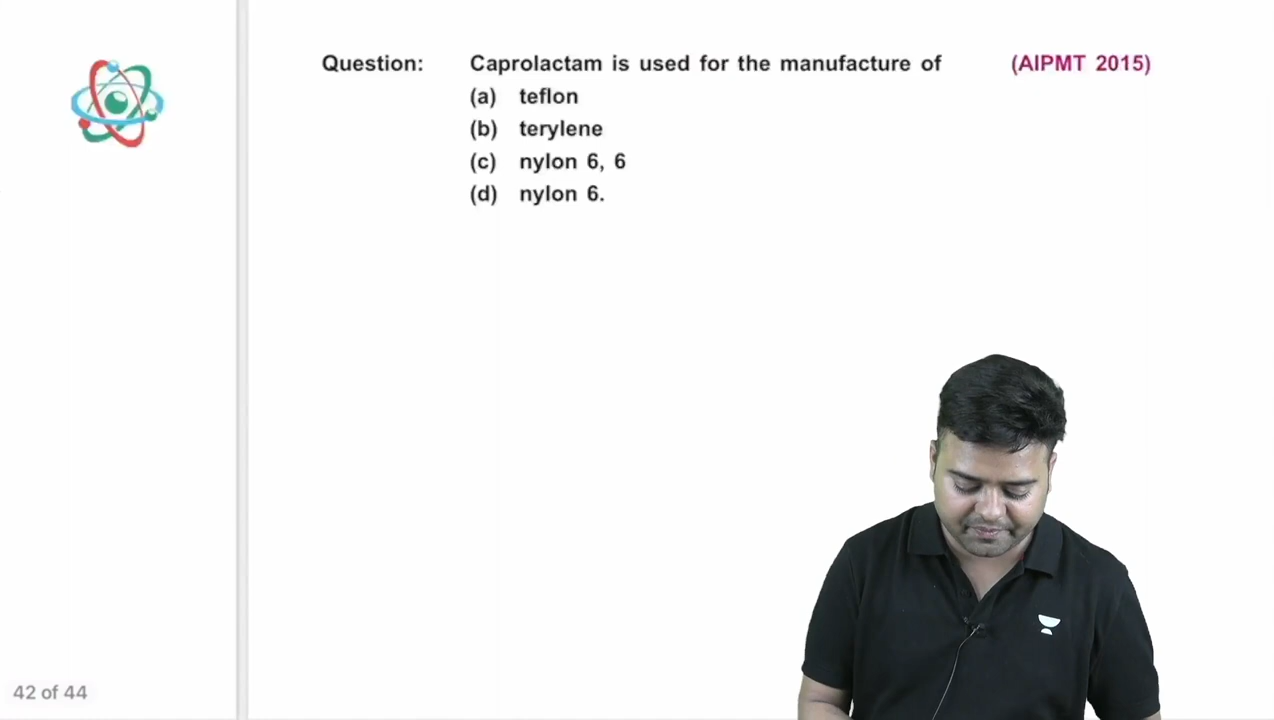 Question: Caprolactam is used for the manufacture of (AIPMT 2015)
(a) teflon
(b) terylene
(c) nylon 6, 6
(d) nylon 6.
42 of 44